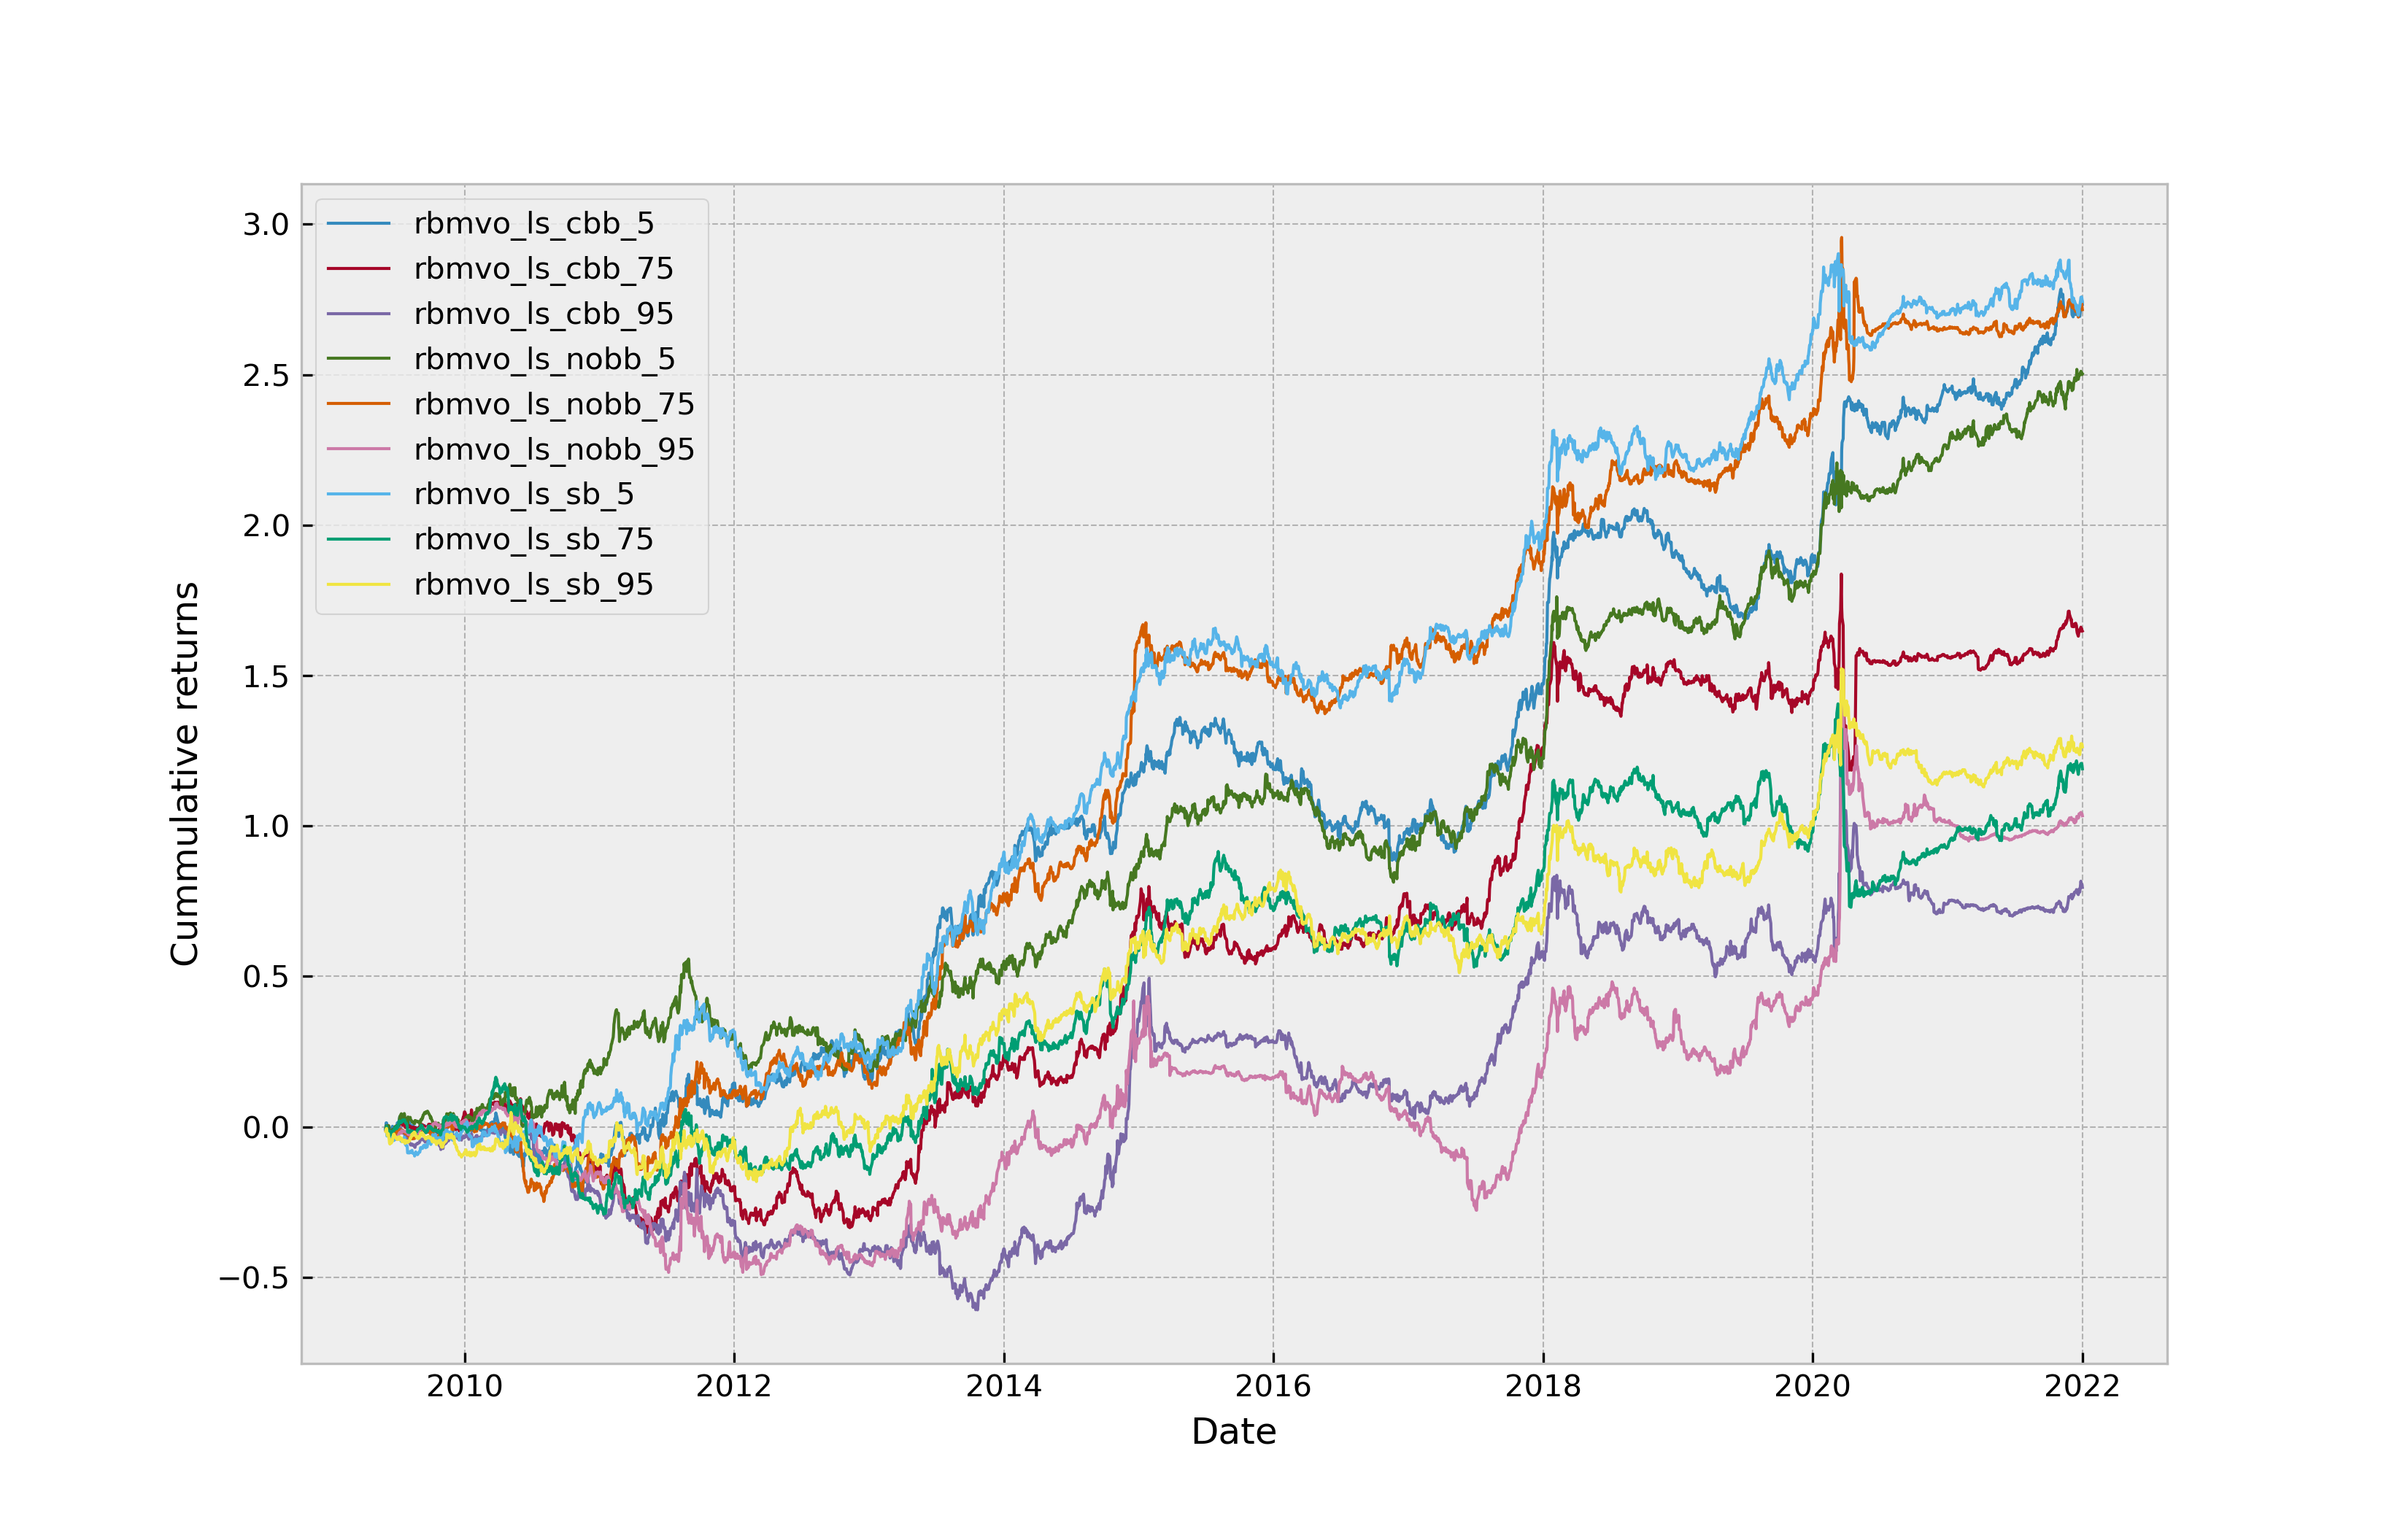 3.0
2.5
2.0
1.5
1.0
0.5
0.0
−0.5
Cummulative returns
rbmvo_ls_cbb_5
rbmvo_ls_cbb_75
rbmvo_ls_cbb_95
rbmvo_ls_nobb_5
rbmvo_ls_nobb_75
rbmvo_ls_nobb_95
rbmvo_ls_sb_5
rbmvo_ls_sb_75
rbmvo_ls_sb_95
2010 2012 2014 2016 2018 2020 2022
Date